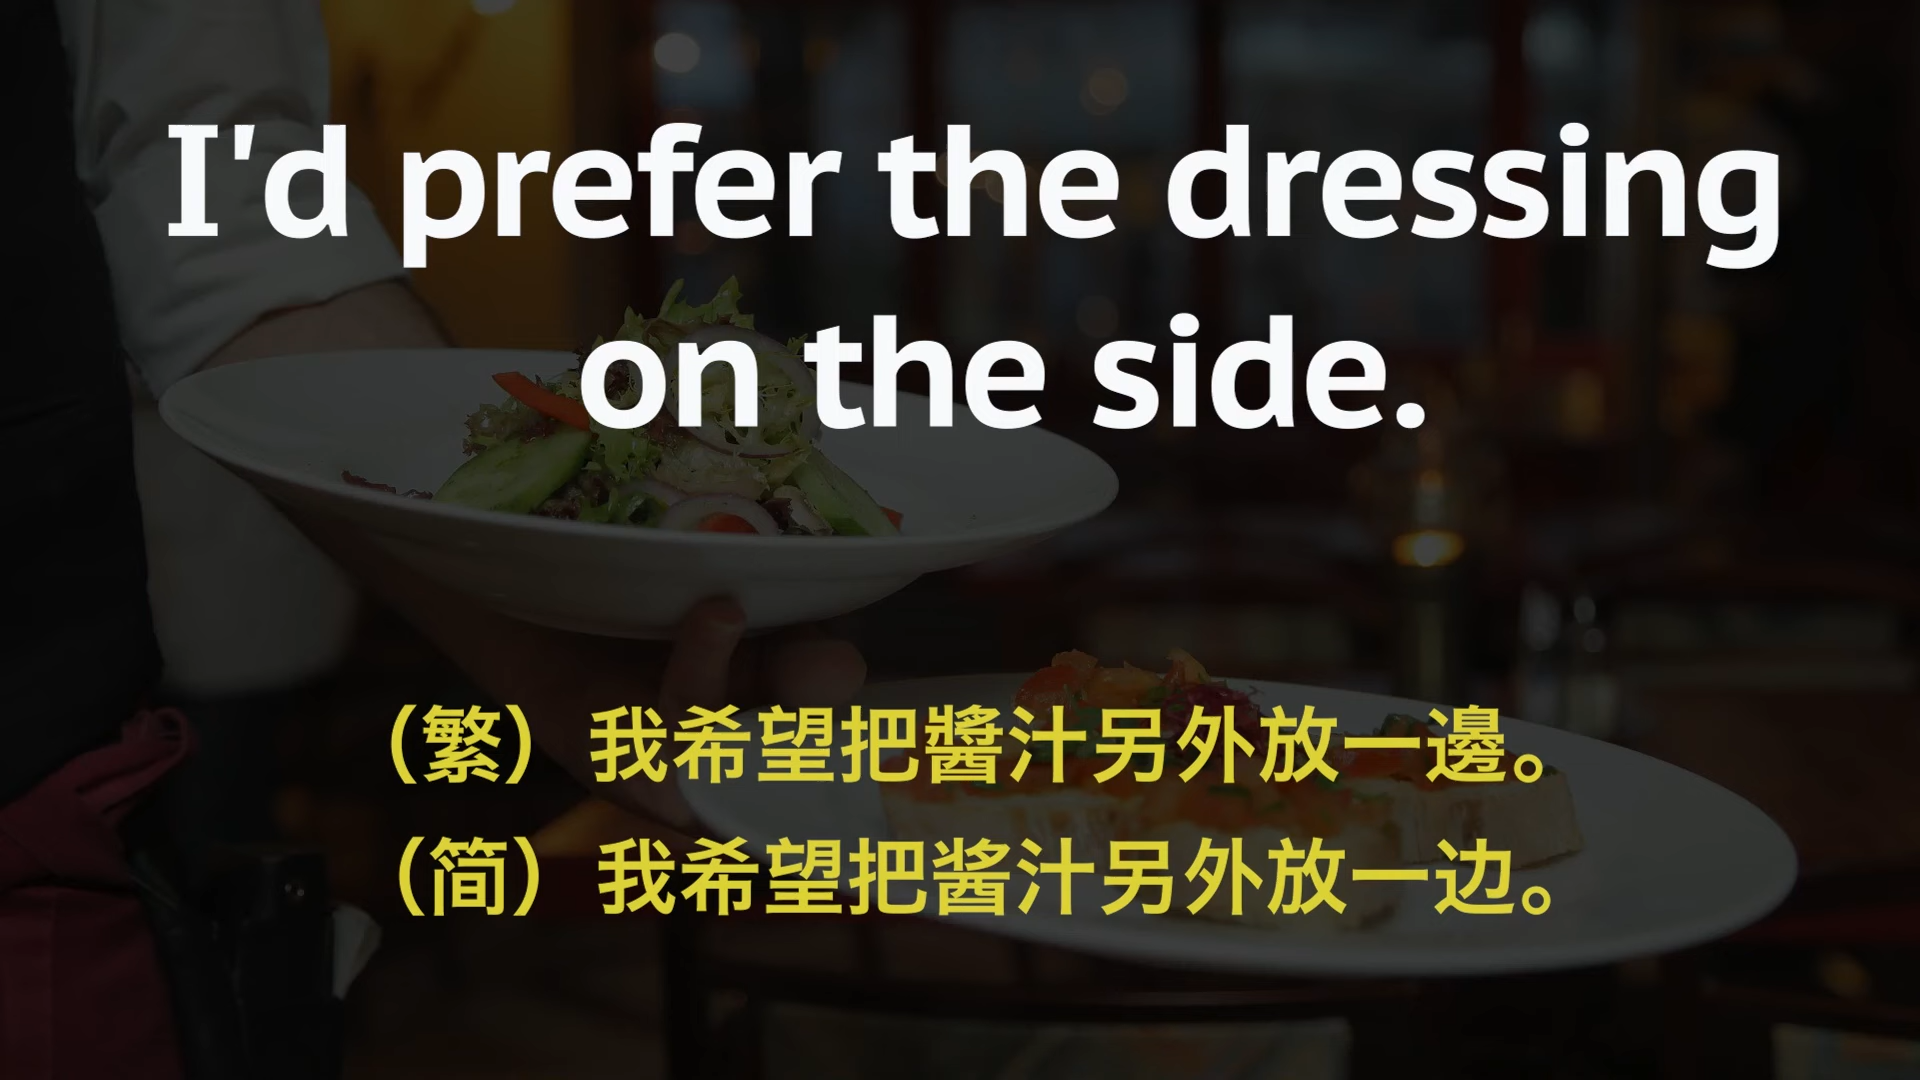 I'd prefer the dressing
on the side.
（繁） 我希望把醬汁另外放一邊。
（简） 我希望把酱汁另外放一边。